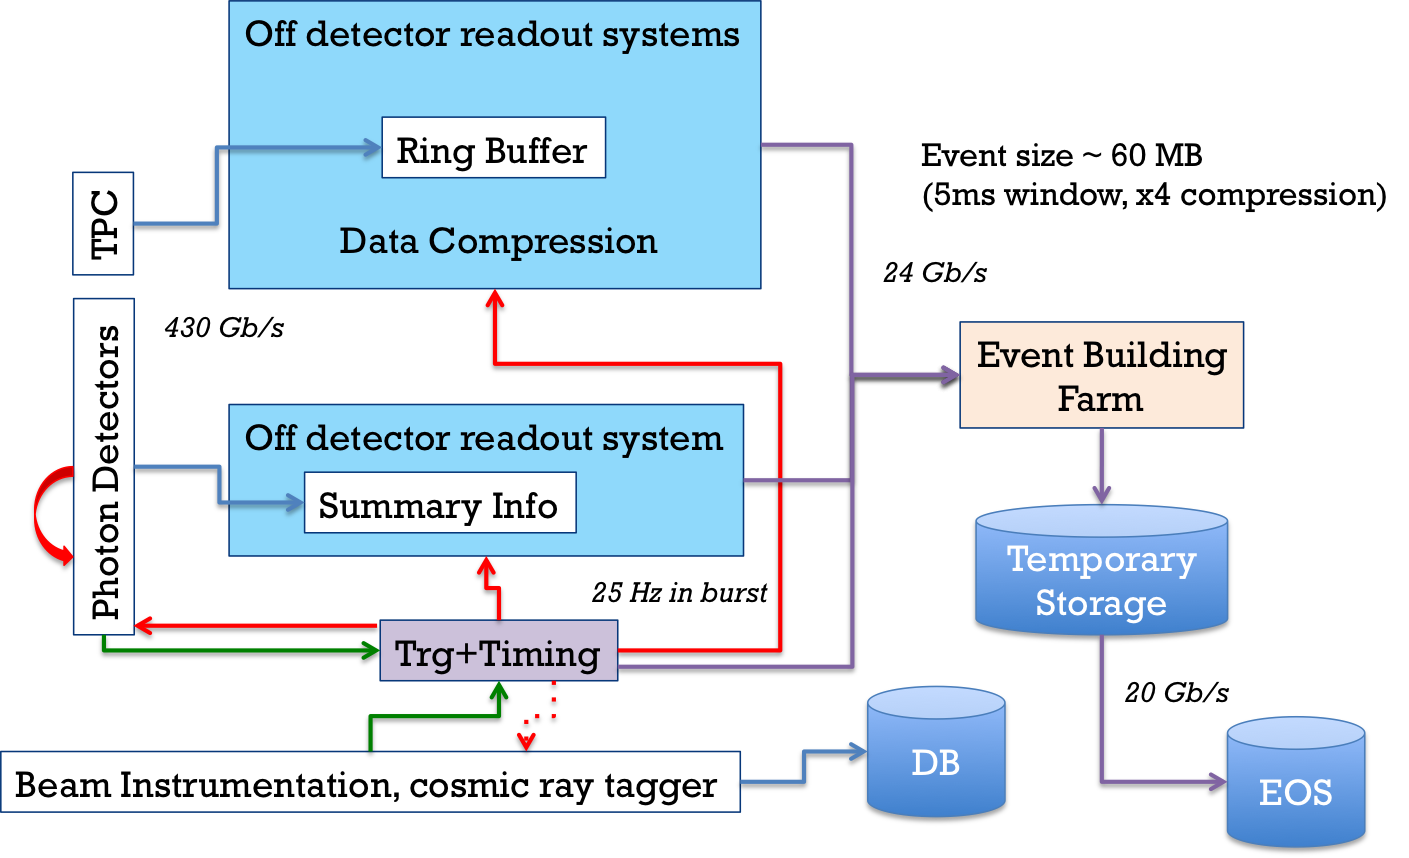 Off detector readout systems
Ring Buffer
Data Compression
TPC
Event size ~ 60 MB
(5ms window, x4 compression)
24 Gb/s
430 Gb/s
Photon Detectors
Event Building
Farm
Off detector readout system
Summary Info
25 Hz in burst
Temporary
Storage
Trg+Timing
20 Gb/s
Beam Instrumentation, cosmic ray tagger
DB
EOS